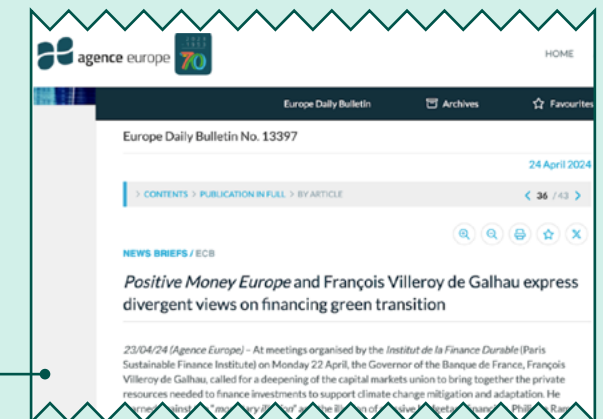 agence europe 70
HOME
Europe Daily Bulletin Archives Favourites
Europe Daily Bulletin No. 13397
24 April 2024
> CONTENTS > PUBLICATION IN FULL > BY ARTICLE < 36 / 43 >
NEWS BRIEFS / ECB
Positive Money Europe and François Villeroy de Galhau express
divergent views on financing green transition
23/04/24 (Agence Europe) – At meetings organised by the Institut de la Finance Durable (Paris
Sustainable Finance Institute) on Monday 22 April, the Governor of the Banque de France, François
Villeroy de Galhau, called for a deepening of the capital markets union to bring together the private
resources needed to finance investments to support climate change mitigation and adaptation. He